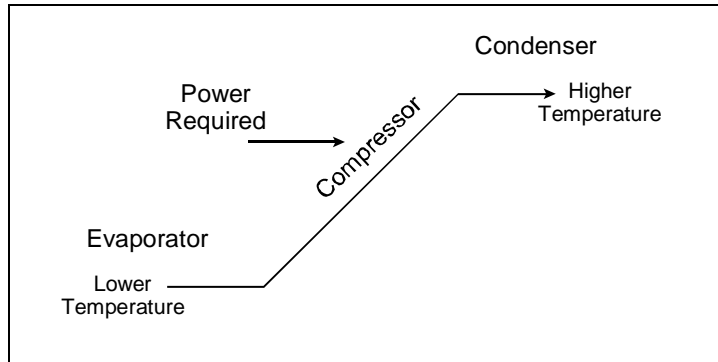 Condenser
Power
Required
Higher
Temperature
Compressor
Evaporator
Lower
Temperature